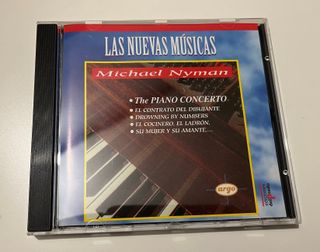 LAS NUEVAS MÚSICAS
Michael Nyman
• The PIANO CONCERTO
• EL CONTRATO DEL DIBUJANTE
• DROWNING BY NUMBERS
• EL COCINERO, EL LADRÓN,
• SU MUJER Y SU AMANTE....
argo